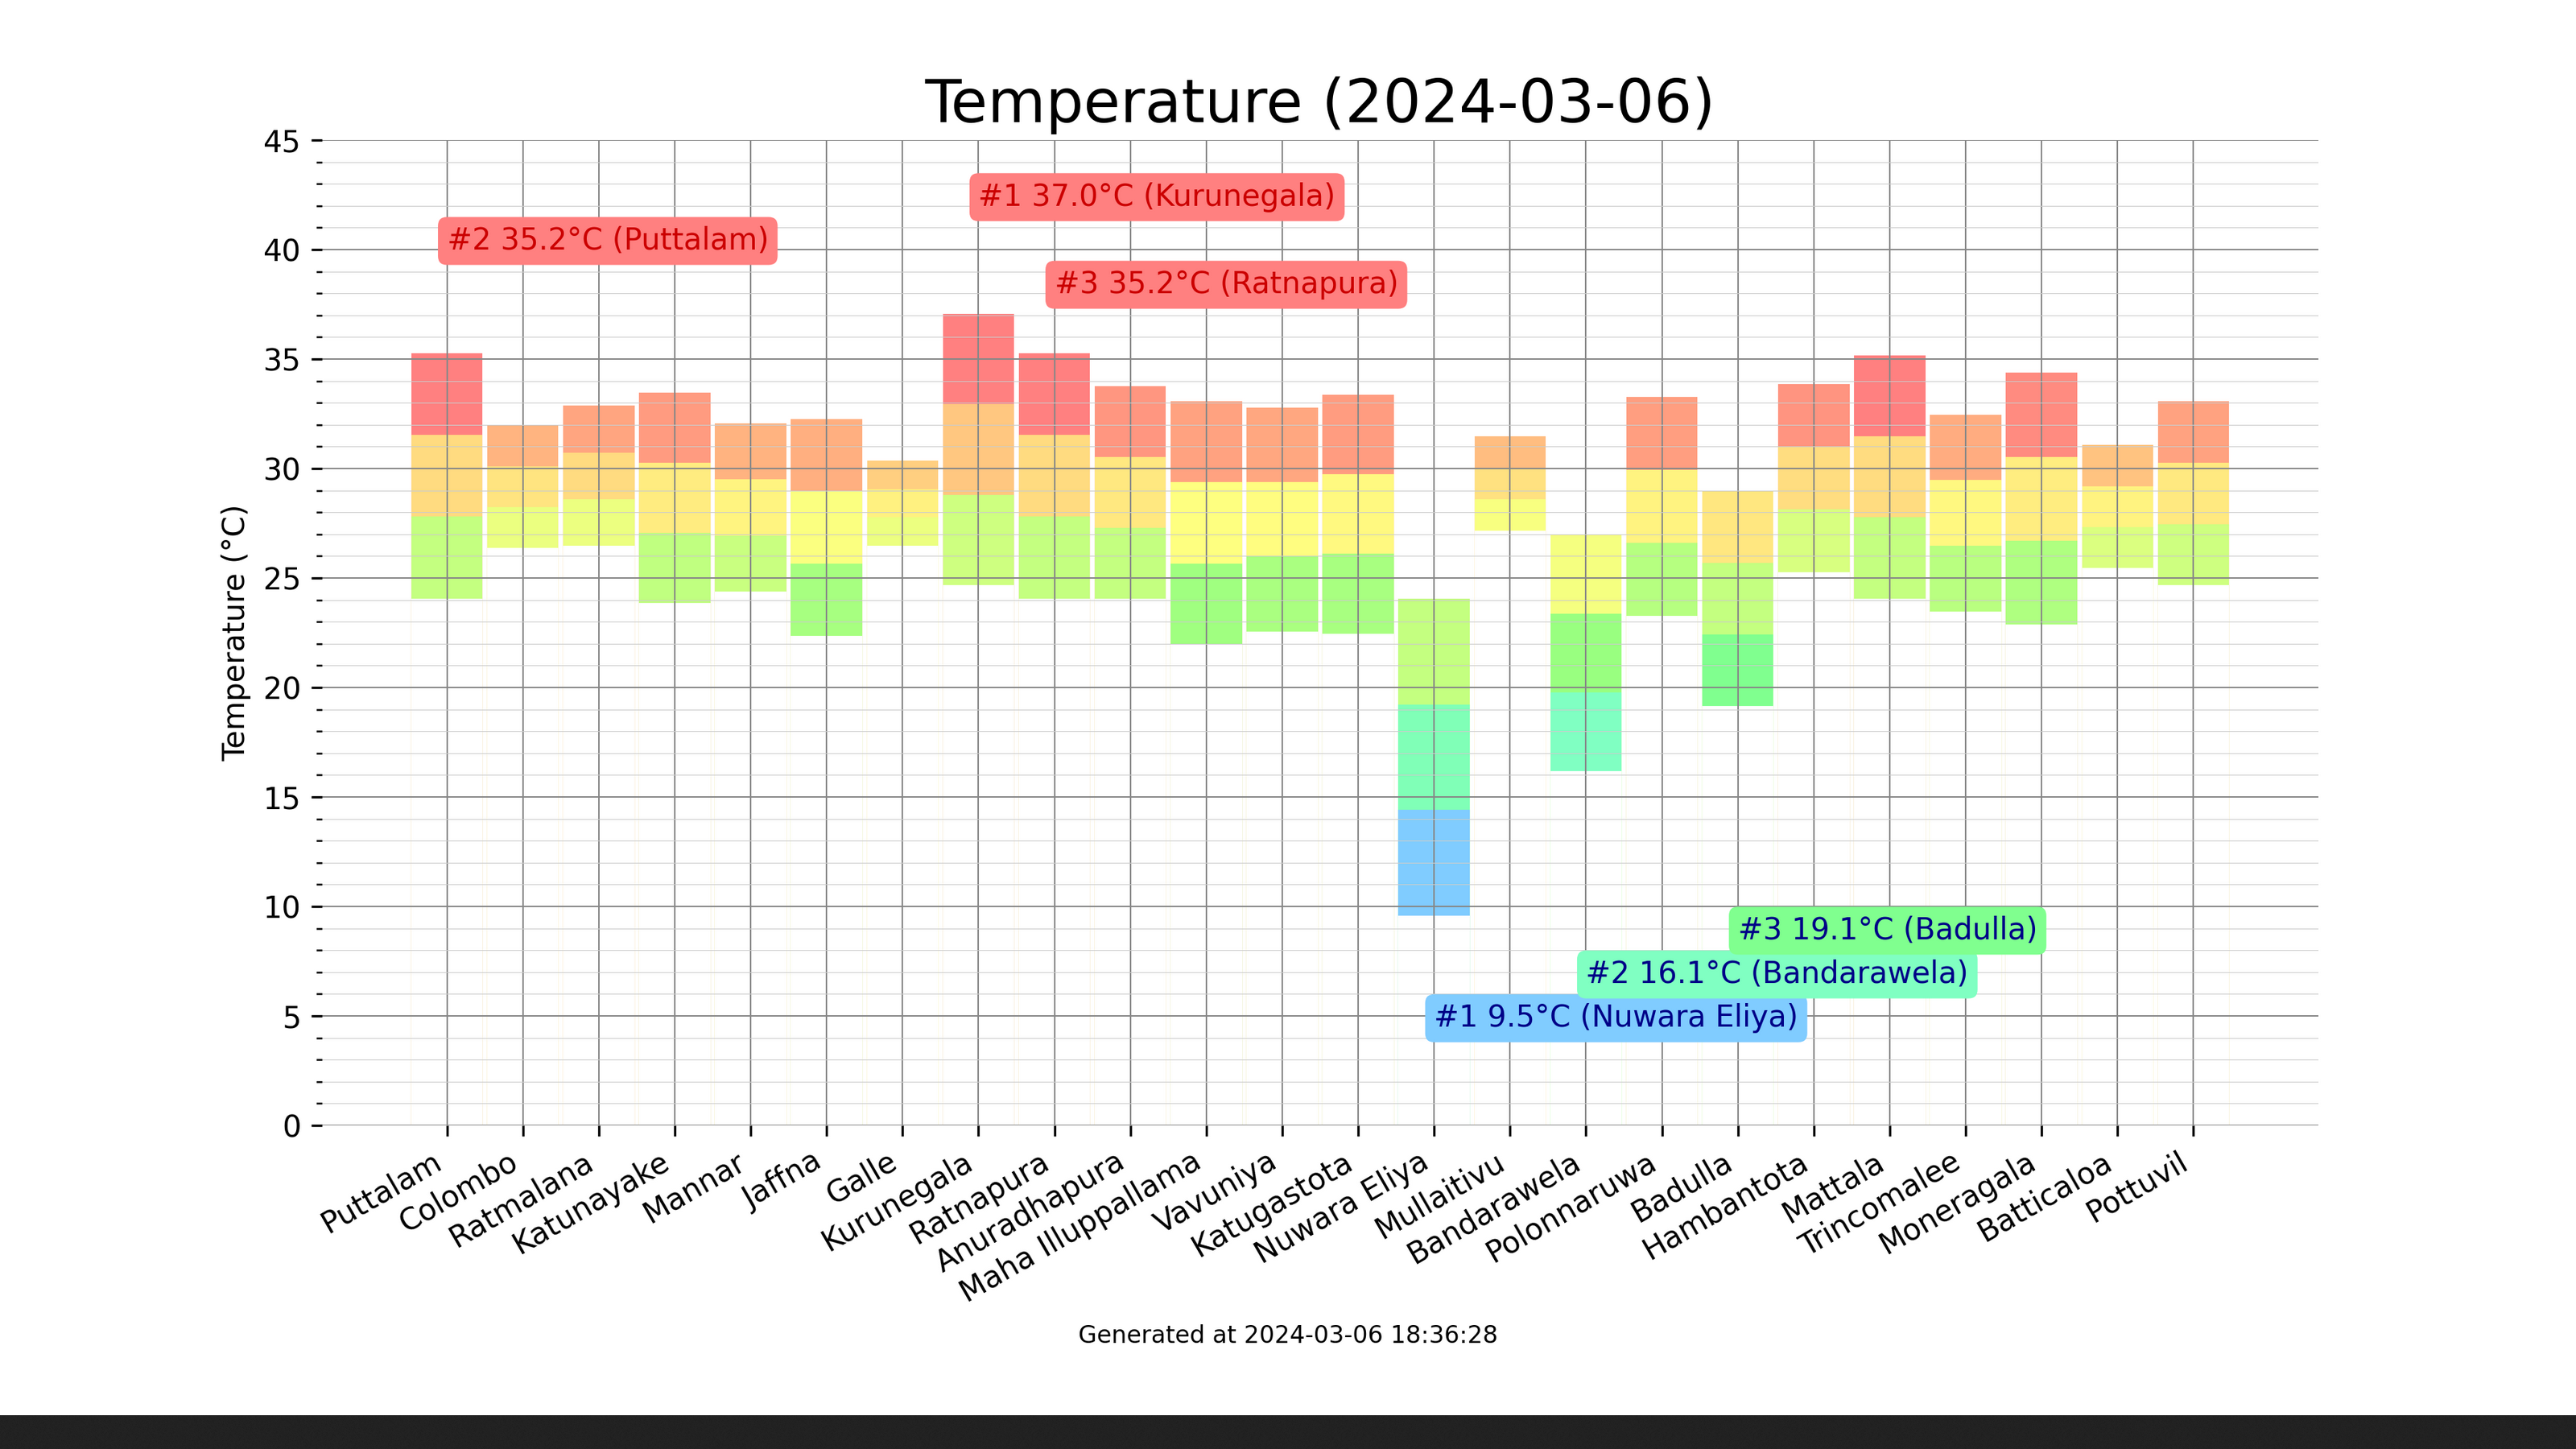 Temperature (2024-03-06)
45
40
35
30
25
20
15
10
5
0
Temperature (°C)
#1 37.0°C (Kurunegala)
#2 35.2°C (Puttalam)
#3 35.2°C (Ratnapura)
#3 19.1°C (Badulla)
#2 16.1°C (Bandarawela)
#1 9.5°C (Nuwara Eliya)
Puttalam
Colombo
Ratmalana
Katunayake
Mannar
Jaffna
Galle
Kurunegala
Ratnapura
Anuradhapura
Maha Illuppallama
Vavuniya
Katugastota
Nuwara Eliya
Mullaitivu
Bandarawela
Polonnaruwa
Badulla
Hambantota
Mattala
Trincomalee
Moneragala
Batticaloa
Pottuvil
Generated at 2024-03-06 18:36:28